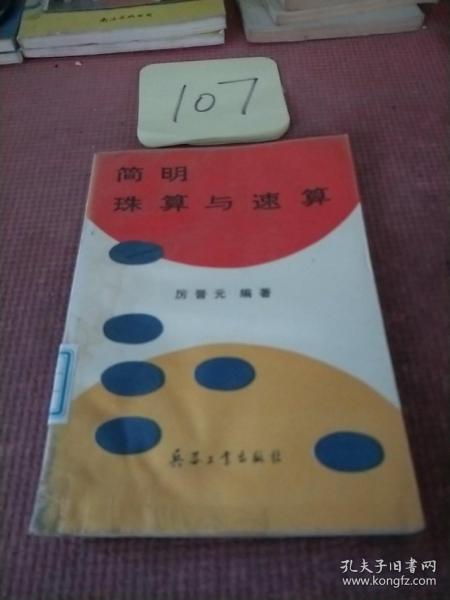 107
简明
珠算与速算
厉晋元 编著
兵器工业出版社
孔夫子旧书网
www.kongfz.com